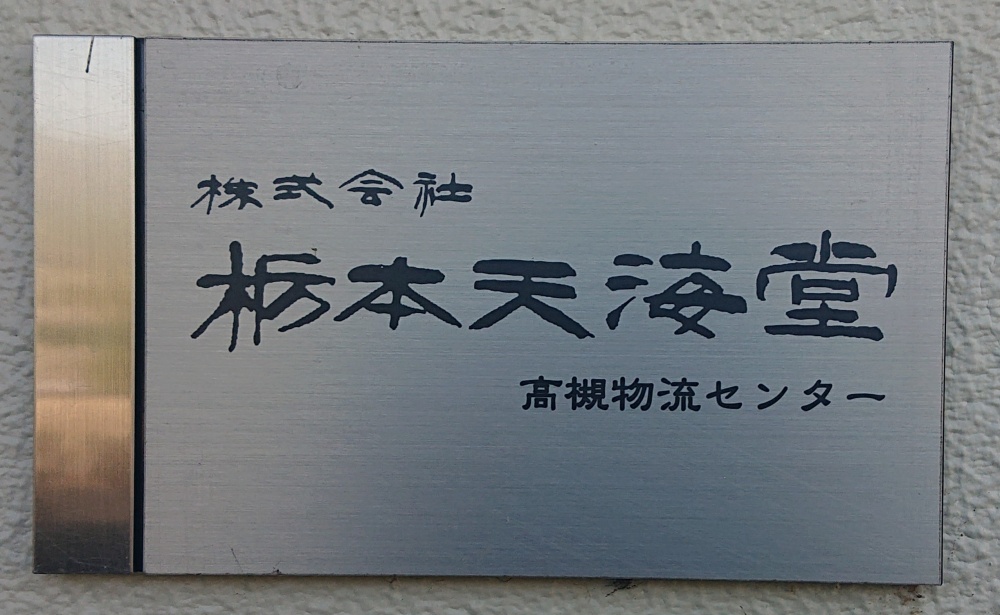 株式会社
栃本天海堂
高槻物流センター